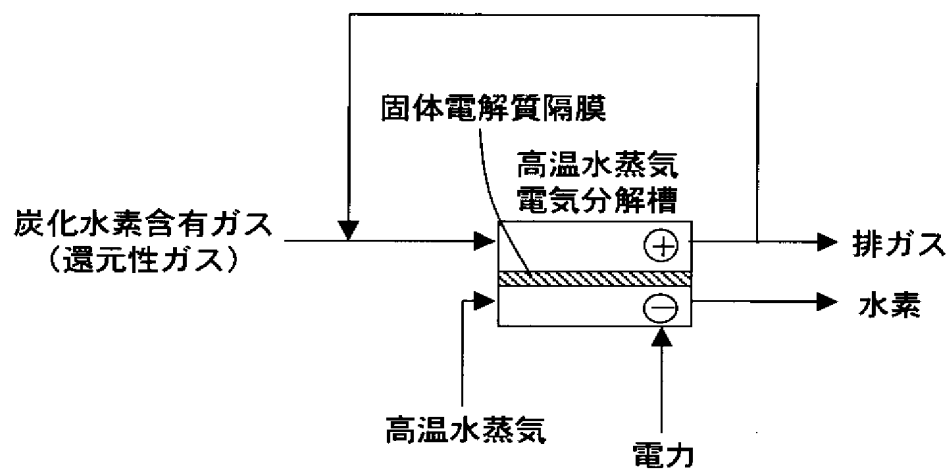 固体電解質隔膜
高温水蒸気
電気分解槽
炭化水素含有ガス
(還元性ガス)
+
排ガス
−
水素
高温水蒸気
電力